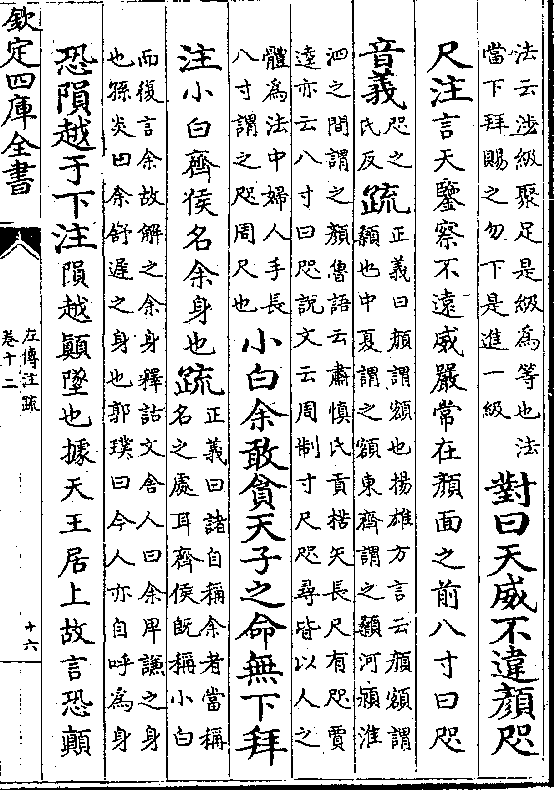 法云渉級聚足是級為等也法
當下拜賜之勿下是進一級
對曰天威不違顔咫
尺注言天鑒察不遠威嚴常在顔面之前八寸曰咫
音義
咫之
氏反
疏
正義曰顔謂額也揚雄方言云顔額謂
顙也中夏謂之額東齊謂之顙河潁淮
泗之間謂之顔魯語云肅慎氏貢楛矢長尺有咫賈
逵亦云八寸曰咫說文云周制寸尺咫尋皆以人之
體為法中婦人手長
八寸謂之咫周尺也
小白余敢貪天子之命無下拜
注小白齊侯名余身也疏
正義曰諸自稱余者當稱
名之處耳齊侯既稱小白
而復言余故解之余身釋詁文舍人曰余卑謙之身
也孫炎曰余舒遲之身也郭璞曰今人亦自呼為身
恐隕越于下注隕越顚墜也據天王居上故言恐顚
欽定四庫全書
左傳注疏
卷十二
十六